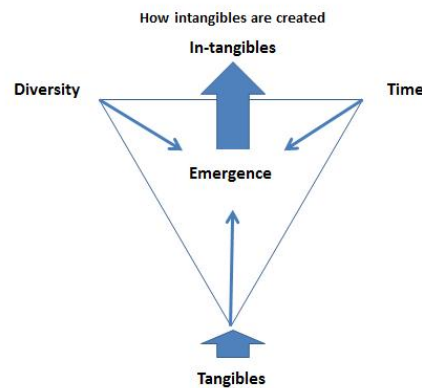 How intangibles are created
In-tangibles
Diversity
Time
Emergence
Tangibles